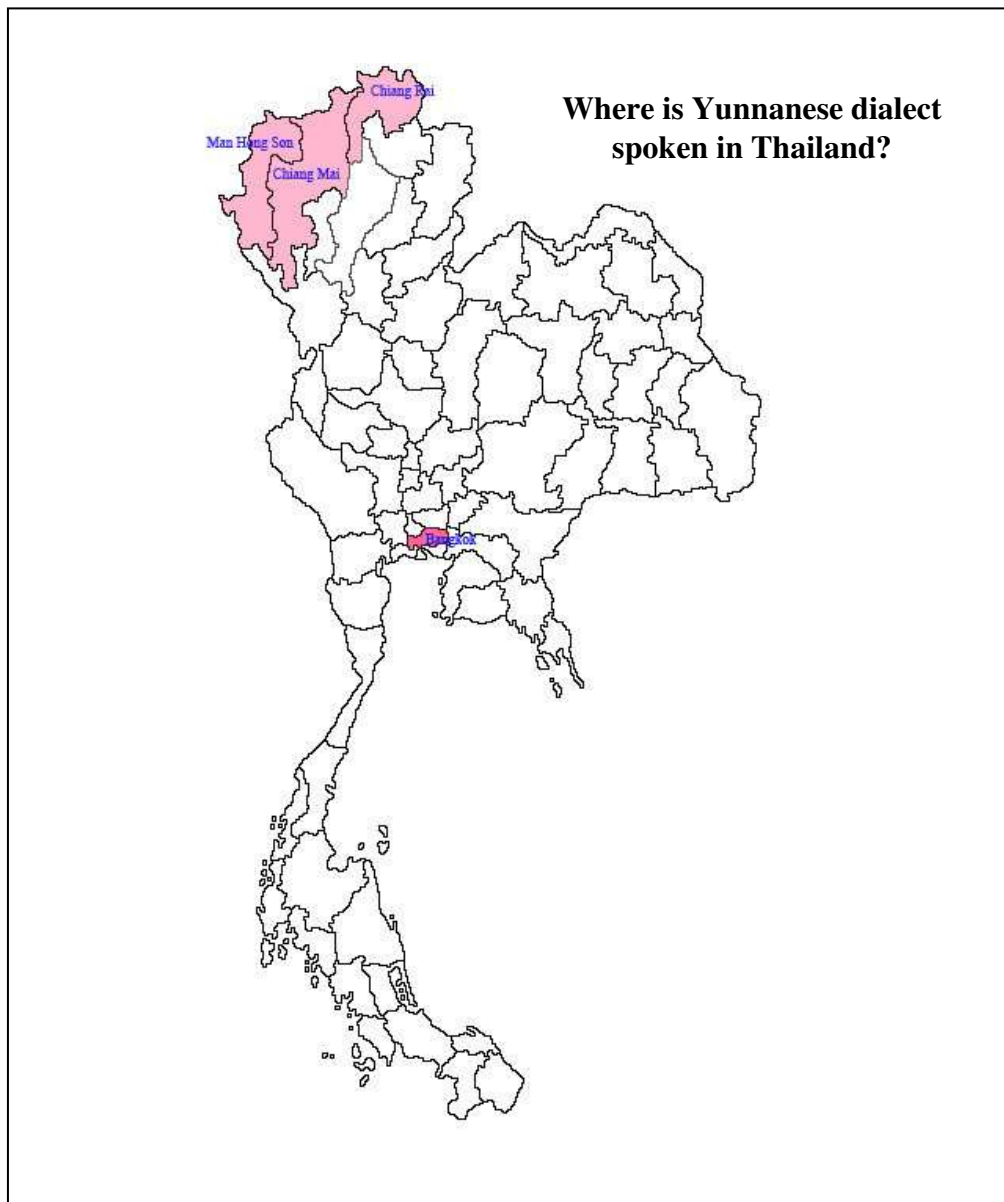 Where is Yunnanese dialect
spoken in Thailand?
Chiang Rai
Man Hong Son
Chiang Mai
Bangkok